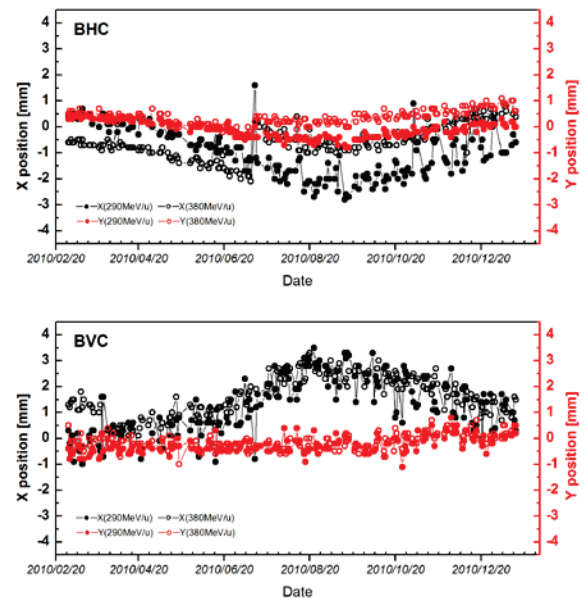 BHC
4
3
2
1
0
-1
-2
-3
-4
X position [mm]
4
3
2
1
0
-1
-2
-3
-4
Y position [mm]
X(290MeV/u) X(380MeV/u)
Y(290MeV/u) Y(380MeV/u)
2010/02/20 2010/04/20 2010/06/20 2010/08/20 2010/10/20 2010/12/20
Date
BVC
4
3
2
1
0
-1
-2
-3
-4
X position [mm]
4
3
2
1
0
-1
-2
-3
-4
Y position [mm]
X(290MeV/u) X(380MeV/u)
Y(290MeV/u) Y(380MeV/u)
2010/02/20 2010/04/20 2010/06/20 2010/08/20 2010/10/20 2010/12/20
Date